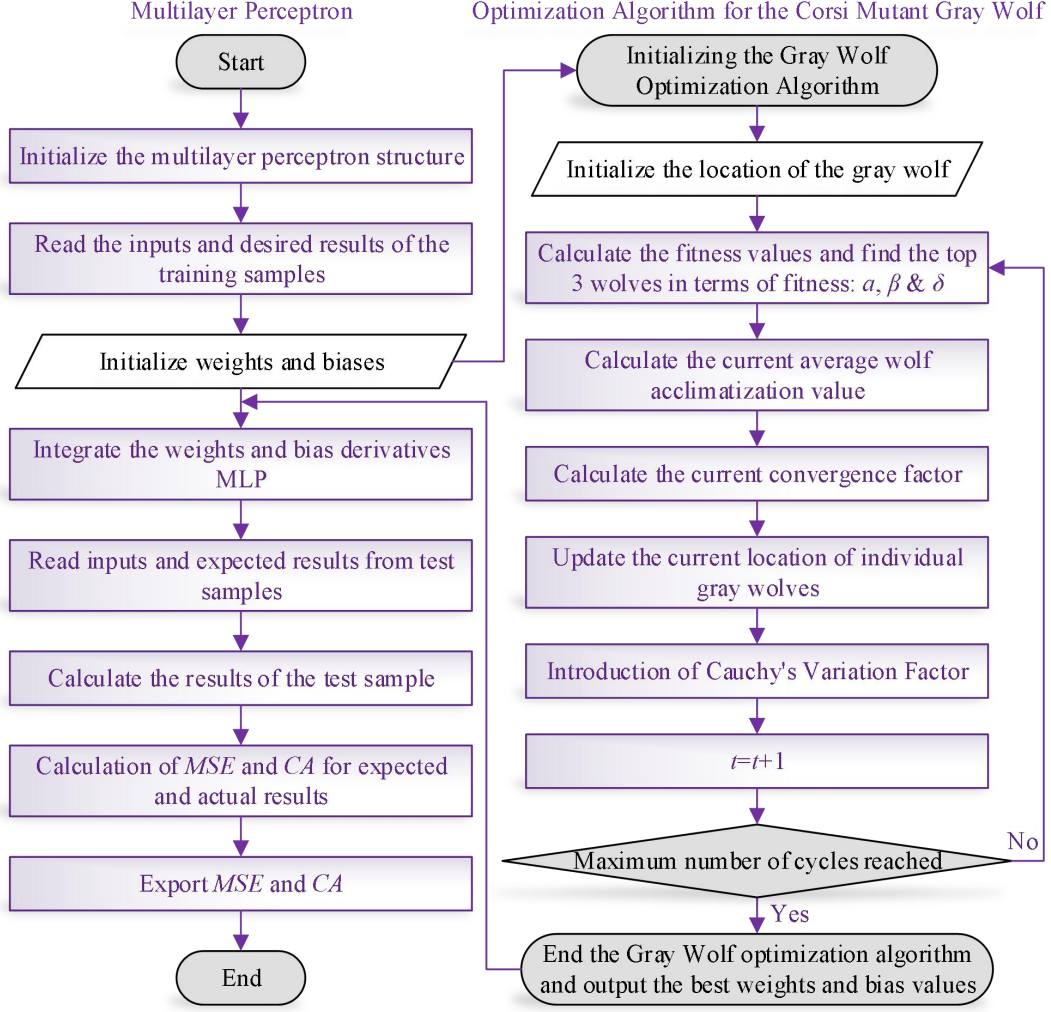 Multilayer Perceptron
Start
Initialize the multilayer perceptron structure
Read the inputs and desired results of the
training samples
Initialize weights and biases
Integrate the weights and bias derivatives
MLP
Read inputs and expected results from test
samples
Calculate the results of the test sample
Calculation of MSE and CA for expected
and actual results
Export MSE and CA
End
Optimization Algorithm for the Corsi Mutant Gray Wolf
Initializing the Gray Wolf
Optimization Algorithm
Initialize the location of the gray wolf
Calculate the fitness values and find the top
3 wolves in terms of fitness: a, β & δ
Calculate the current average wolf
acclimatization value
Calculate the current convergence factor
Update the current location of individual
gray wolves
Introduction of Cauchy's Variation Factor
t=t+1
Maximum number of cycles reached
No
Yes
End the Gray Wolf optimization algorithm
and output the best weights and bias values